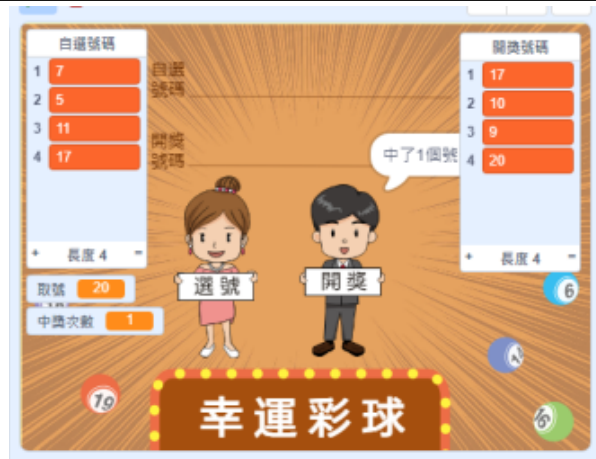 自選號碼
1 7
2 5
3 11
4 17
+ 長度 4 =
取號 20
中獎次數 1
自選
號碼
開獎
號碼
中了1個號
選號
開獎
開獎號碼
1 17
2 10
3 9
4 20
+ 長度 4 =
6
19
16
幸運彩球